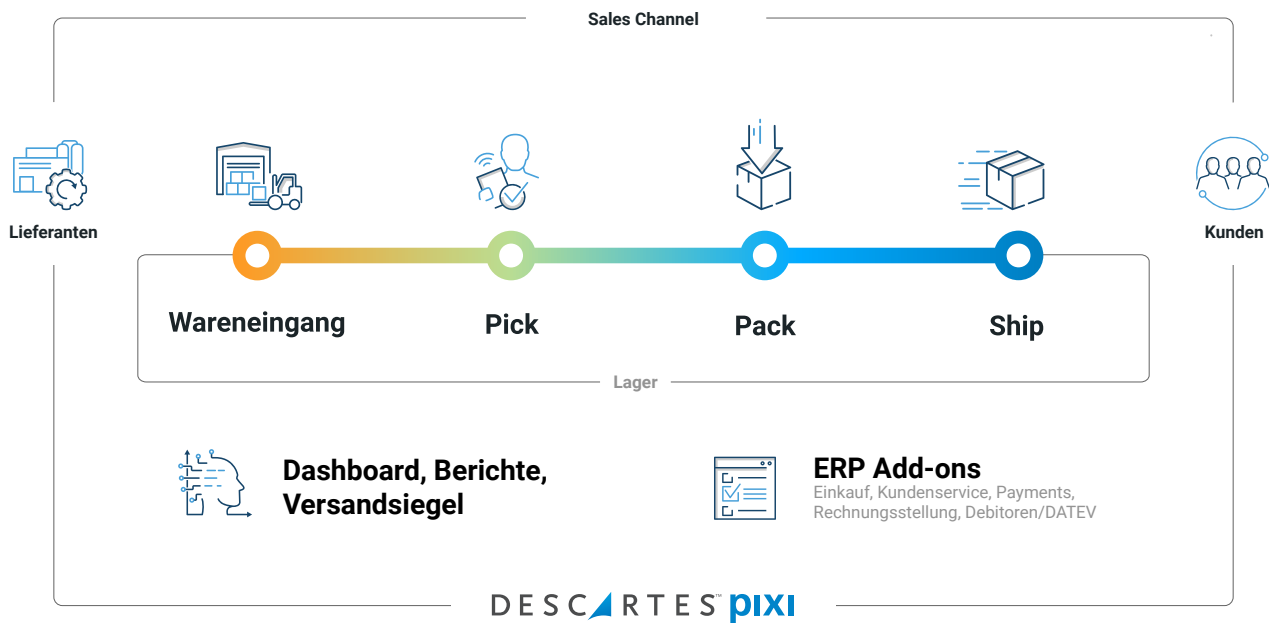 Sales Channel
Lieferanten
Kunden
Wareneingang
Pick
Pack
Ship
Lager
Dashboard, Berichte,
Versandsiegel
ERP Add-ons
Einkauf, Kundenservice, Payments,
Rechnungsstellung, Debitoren/DATEV
DESCARTES™ pixi